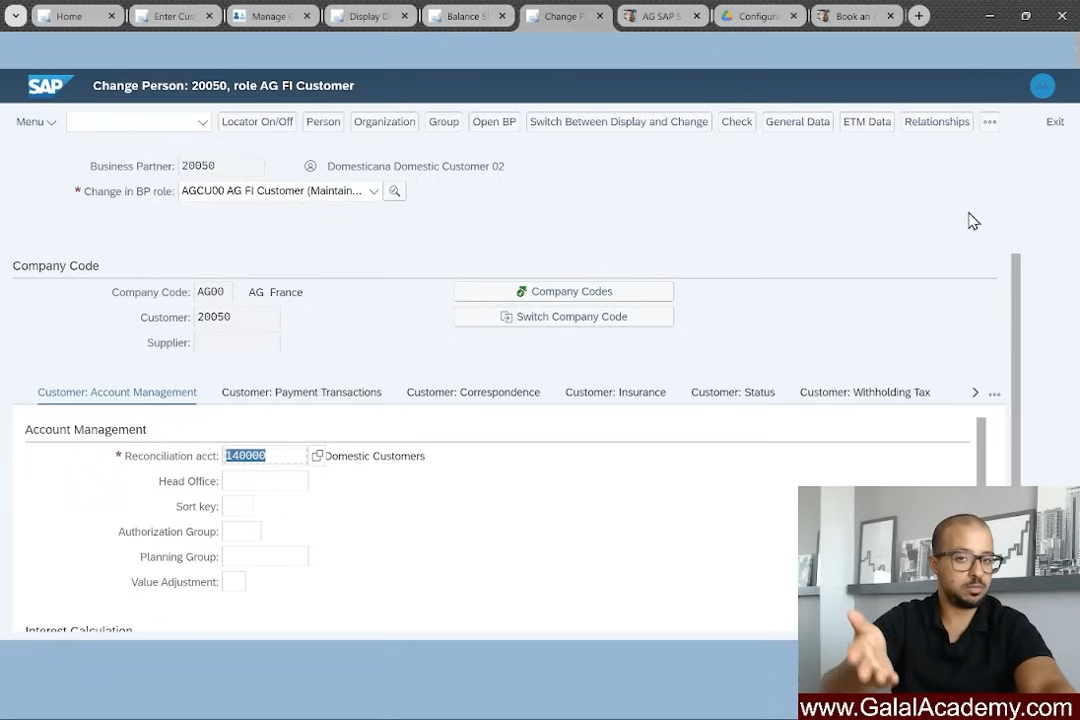 Home
Enter Cus
Manage C
Display D
Balance S
Change P
AG SAP S
Configura
Book an
SAP
Change Person: 20050, role AG FI Customer
AA
Menu
Locator On/Off
Person
Organization
Group
Open BP
Switch Between Display and Change
Check
General Data
ETM Data
Relationships
Exit
Business Partner: 20050 Domesticana Domestic Customer 02
* Change in BP role: AGCU00 AG FI Customer (Maintain...
Company Code
Company Code: AG00 AG France
Company Codes
Customer: 20050
Switch Company Code
Supplier:
Customer: Account Management
Customer: Payment Transactions
Customer: Correspondence
Customer: Insurance
Customer: Status
Customer: Withholding Tax
Account Management
* Reconciliation acct: 140000 Domestic Customers
Head Office:
Sort key:
Authorization Group:
Planning Group:
Value Adjustment:
Interest Calculation
www.GalalAcademy.com